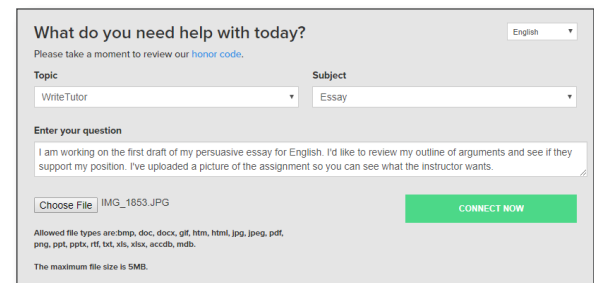 What do you need help with today?
English
Please take a moment to review our honor code.
Topic
Subject
WriteTutor
Essay
Enter your question
I am working on the first draft of my persuasive essay for English. I'd like to review my outline of arguments and see if they
support my position. I've uploaded a picture of the assignment so you can see what the instructor wants.
Choose File IMG_1853.JPG
CONNECT NOW
Allowed file types are:bmp, doc, docx, gif, htm, html, jpg, jpeg, pdf,
png, ppt, pptx, rtf, txt, xls, xlsx, accdb, mdb.
The maximum file size is 5MB.